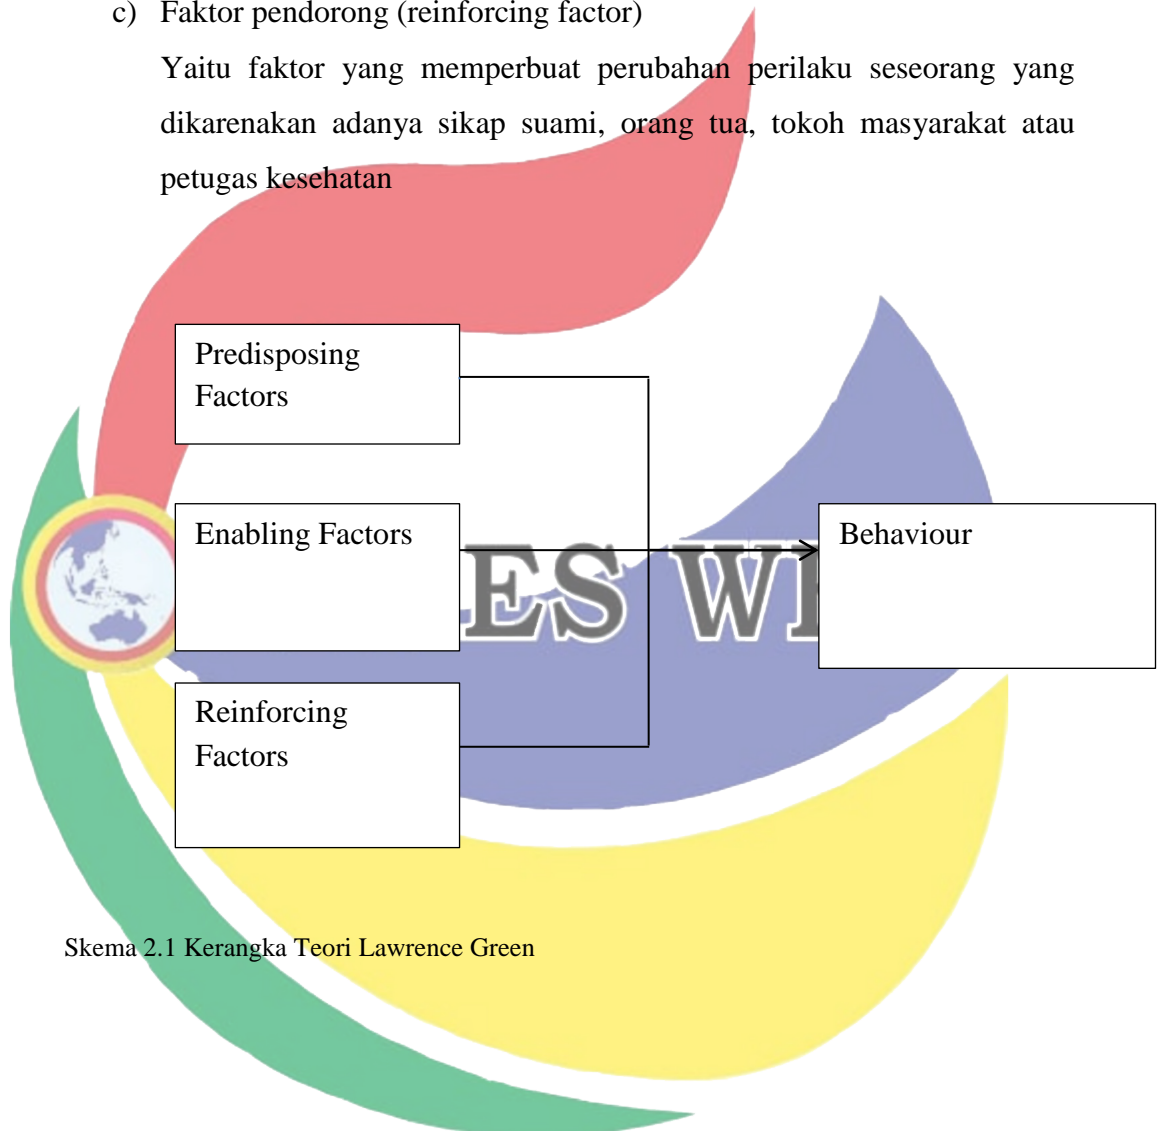 c) Faktor pendorong (reinforcing factor)
Yaitu faktor yang memperbuat perubahan perilaku seseorang yang
dikarenakan adanya sikap suami, orang tua, tokoh masyarakat atau
petugas kesehatan
Predisposing
Factors
Enabling Factors
ES W
Behaviour
Reinforcing
Factors
Skema 2.1 Kerangka Teori Lawrence Green